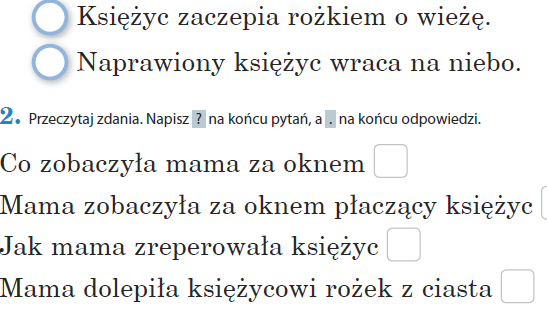 Księżyc zaczepia rożkiem o wieżę.
Naprawiony księżyc wraca na niebo.
2. Przeczytaj zdania. Napisz ? na końcu pytań, a . na końcu odpowiedzi.
Co zobaczyła mama za oknem
Mama zobaczyła za oknem płaczący księżyc
Jak mama zreperowała księżyc
Mama dolepiła księżycowi rożek z ciasta